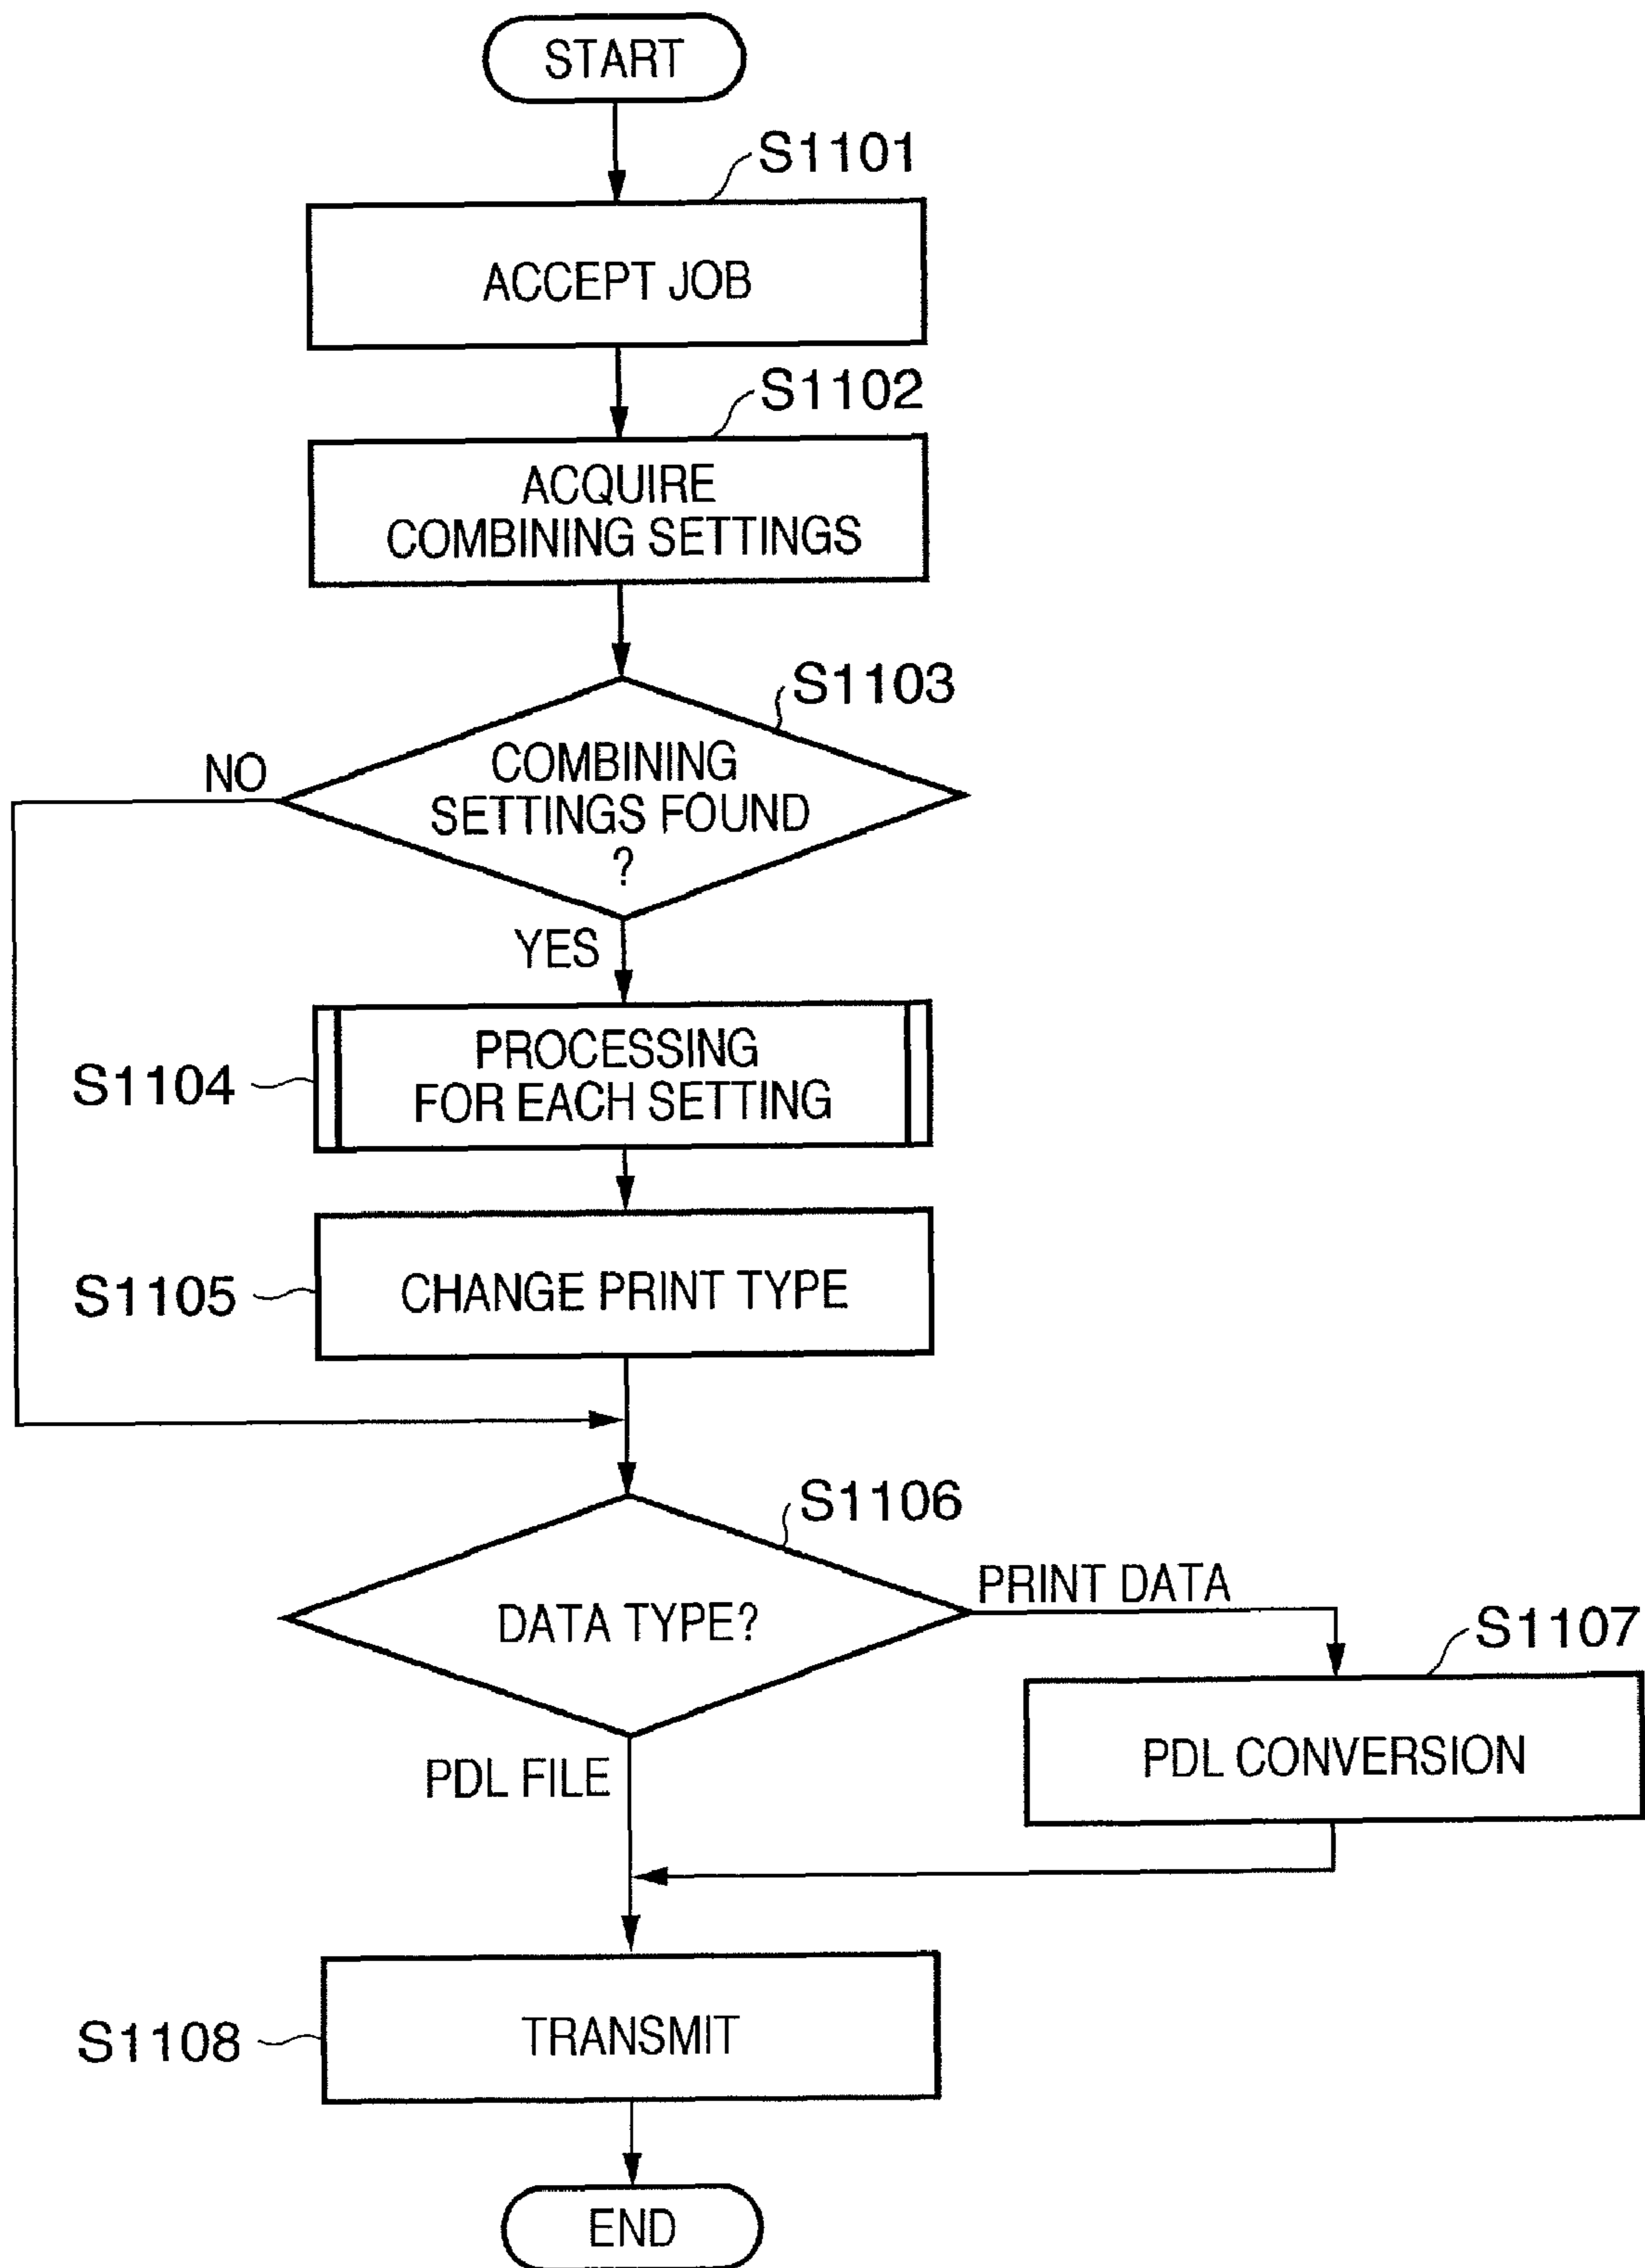 START
S1101
ACCEPT JOB
S1102
ACQUIRE
COMBINING SETTINGS
S1103
NO
COMBINING
SETTINGS FOUND
?
YES
S1104
PROCESSING
FOR EACH SETTING
S1105
CHANGE PRINT TYPE
S1106
DATA TYPE?
PRINT DATA
S1107
PDL CONVERSION
PDL FILE
S1108
TRANSMIT
END